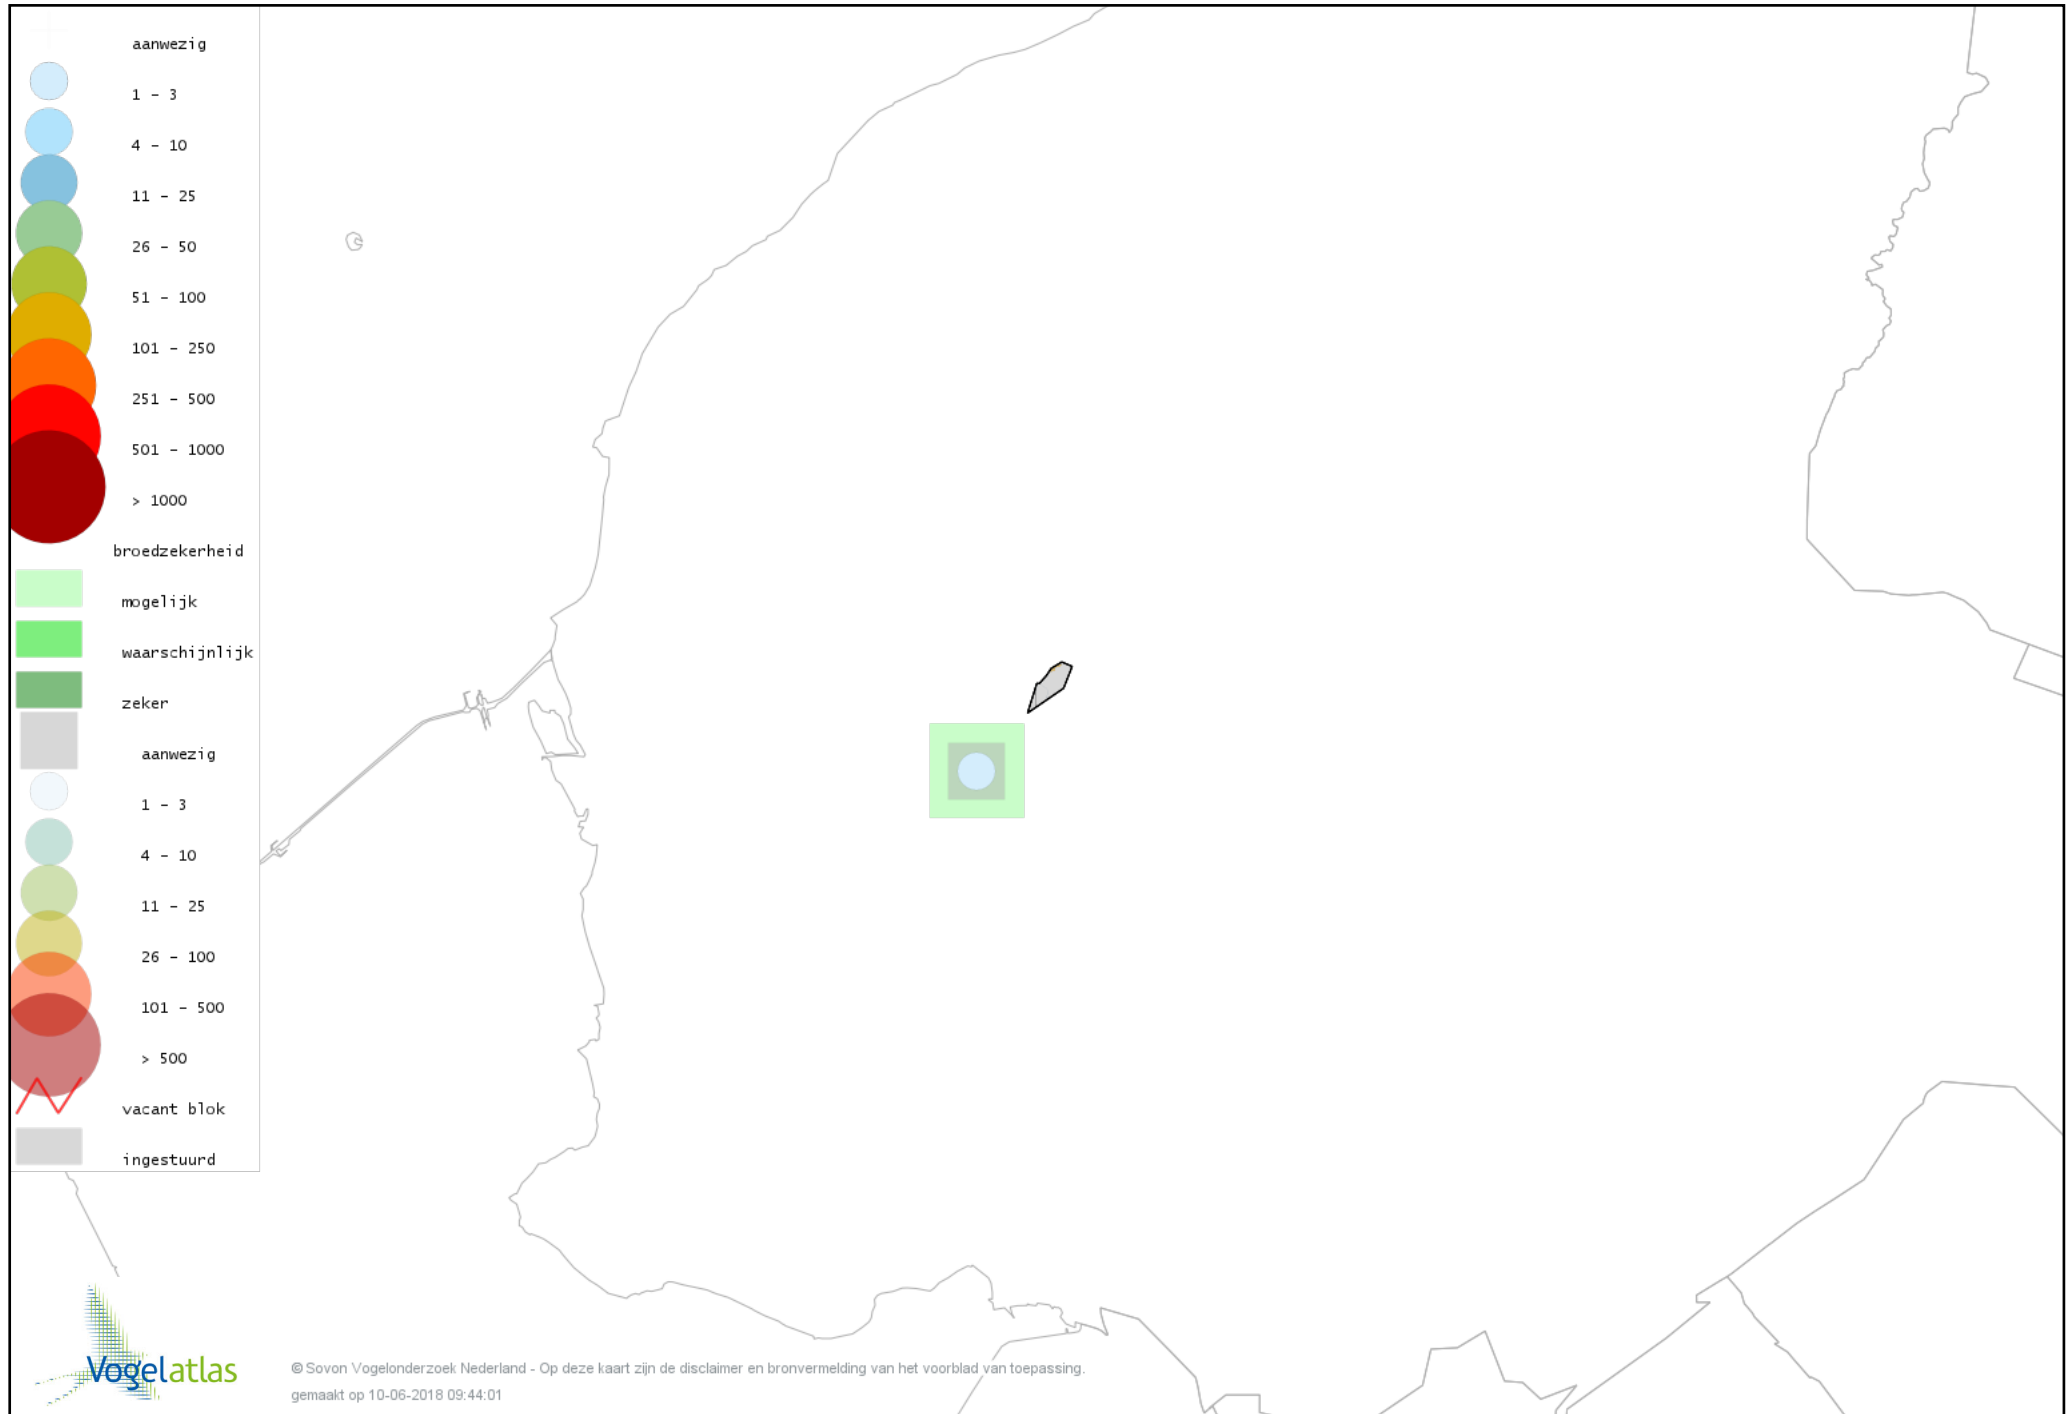 aanwezig
1 - 3
4 - 10
11 - 25
26 - 50
51 - 100
101 - 250
251 - 500
501 - 1000
> 1000
broedzekerheid
mogelijk
waarschijnlijk
zeker
aanwezig
1 - 3
4 - 10
11 - 25
26 - 100
101 - 500
> 500
vacant blok
ingestuurd
Vogelatlas
© Sovon Vogelonderzoek Nederland - Op deze kaart zijn de disclaimer en bronvermelding van het voorblad van toepassing.
gemaakt op 10-06-2018 09:44:01